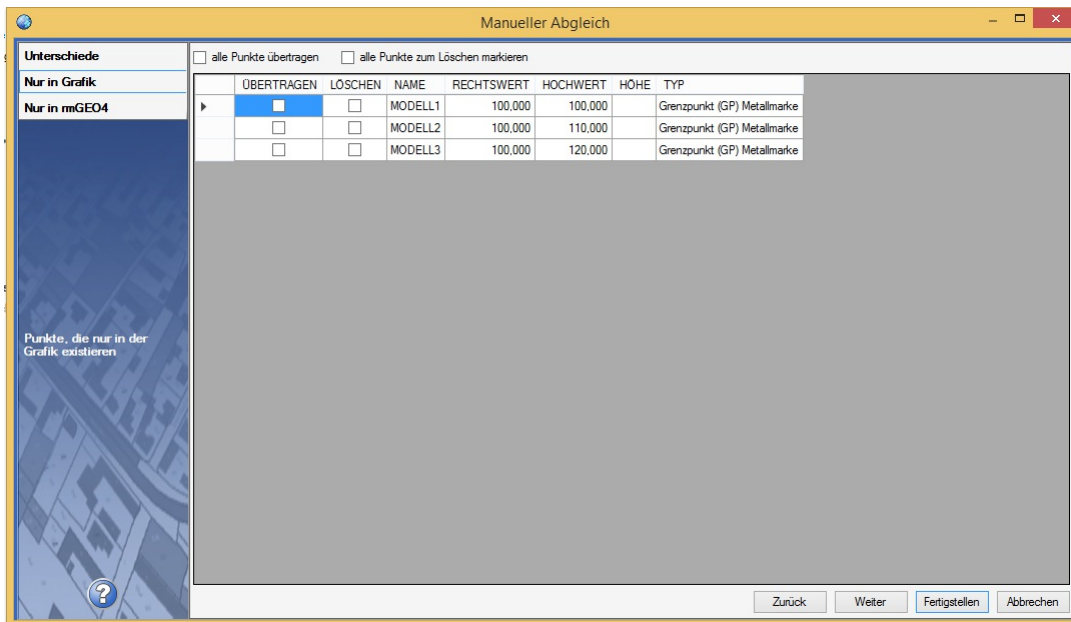 Manueller Abgleich
Unterschiede
Nur in Grafik
Nur in rmGEO4
alle Punkte übertragen alle Punkte zum Löschen markieren
ÜBERTRAGEN LÖSCHEN NAME RECHTSWERT HOCHWERT HÖHE TYP
MODELL1 100,000 100,000 Grenzpunkt (GP) Metallmarke
MODELL2 100,000 110,000 Grenzpunkt (GP) Metallmarke
MODELL3 100,000 120,000 Grenzpunkt (GP) Metallmarke
Punkte, die nur in der
Grafik existieren
?
Zurück Weiter Fertigstellen Abbrechen